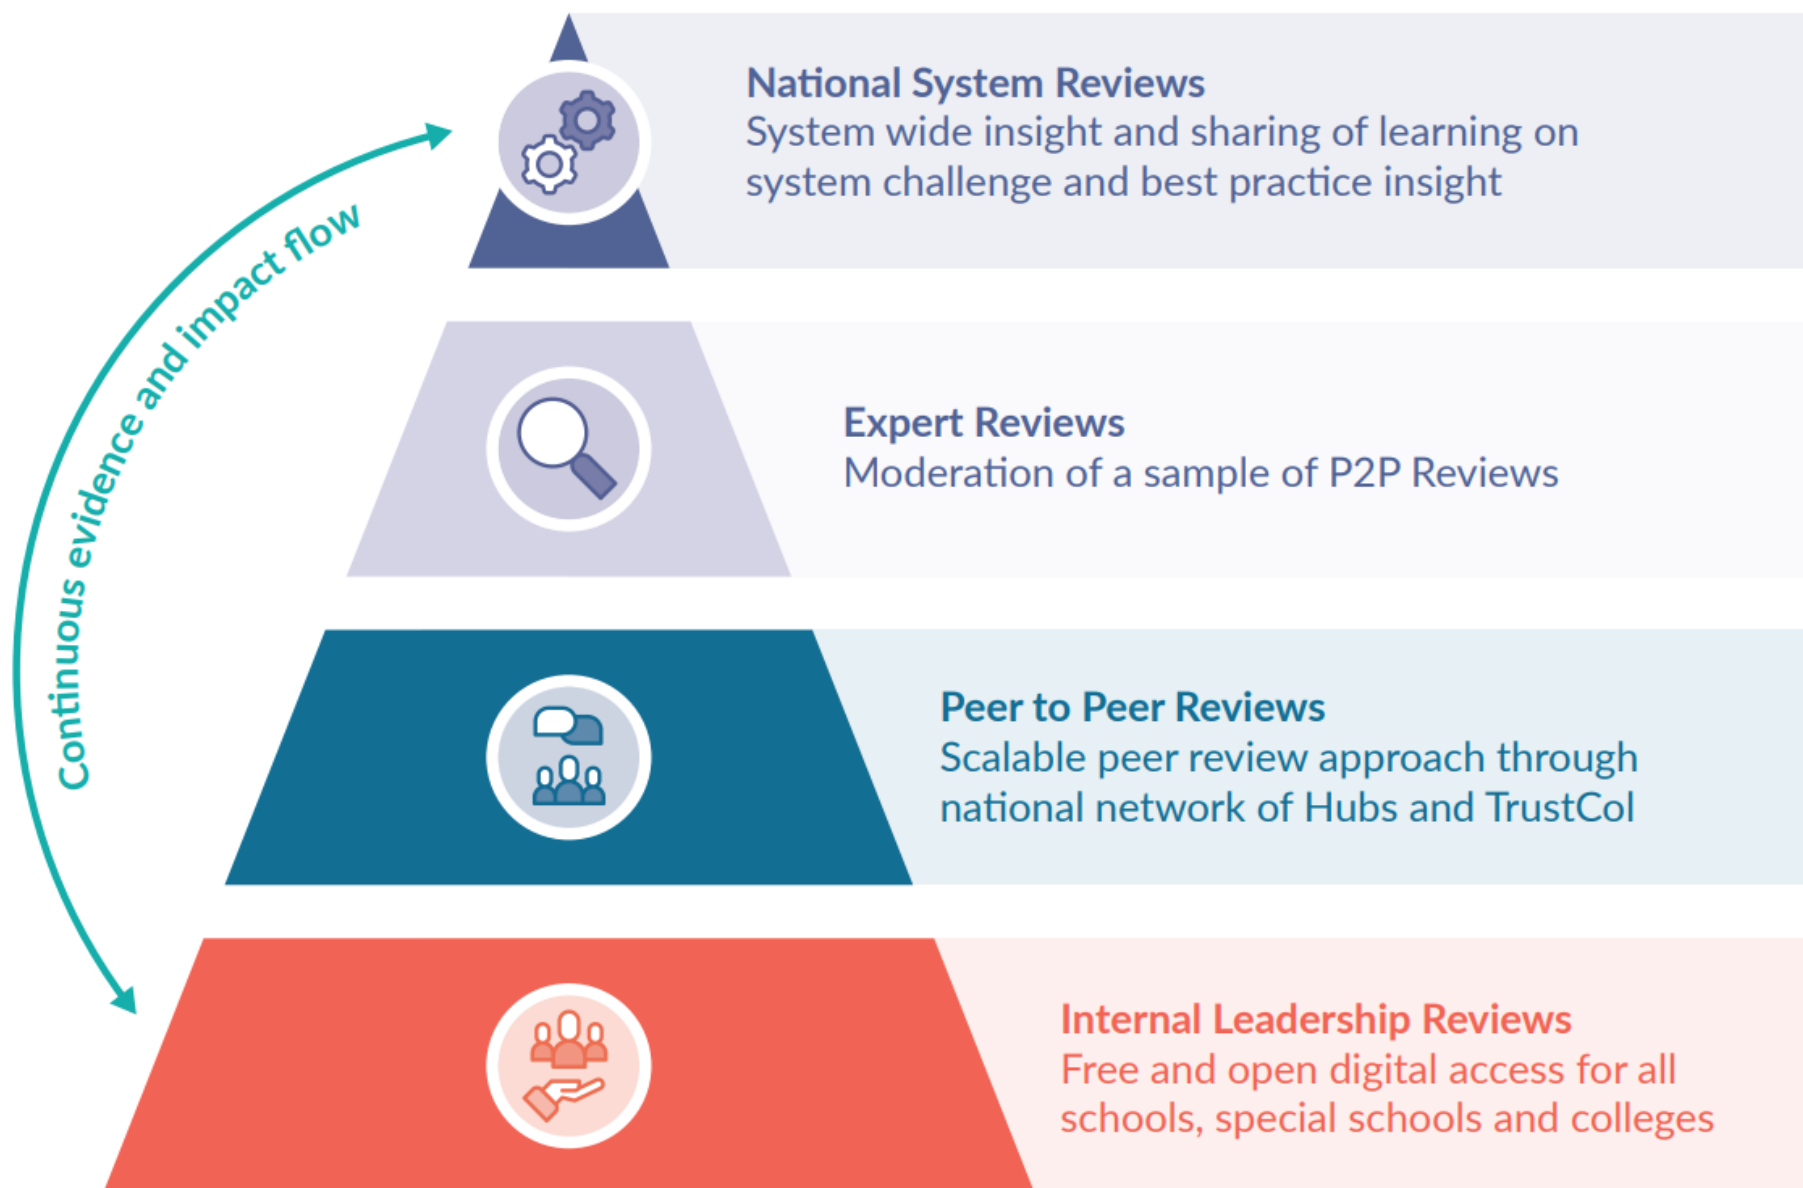 National System Reviews
System wide insight and sharing of learning on
system challenge and best practice insight
Continuous evidence and impact flow
Expert Reviews
Moderation of a sample of P2P Reviews
Peer to Peer Reviews
Scalable peer review approach through
national network of Hubs and TrustCol
Internal Leadership Reviews
Free and open digital access for all
schools, special schools and colleges